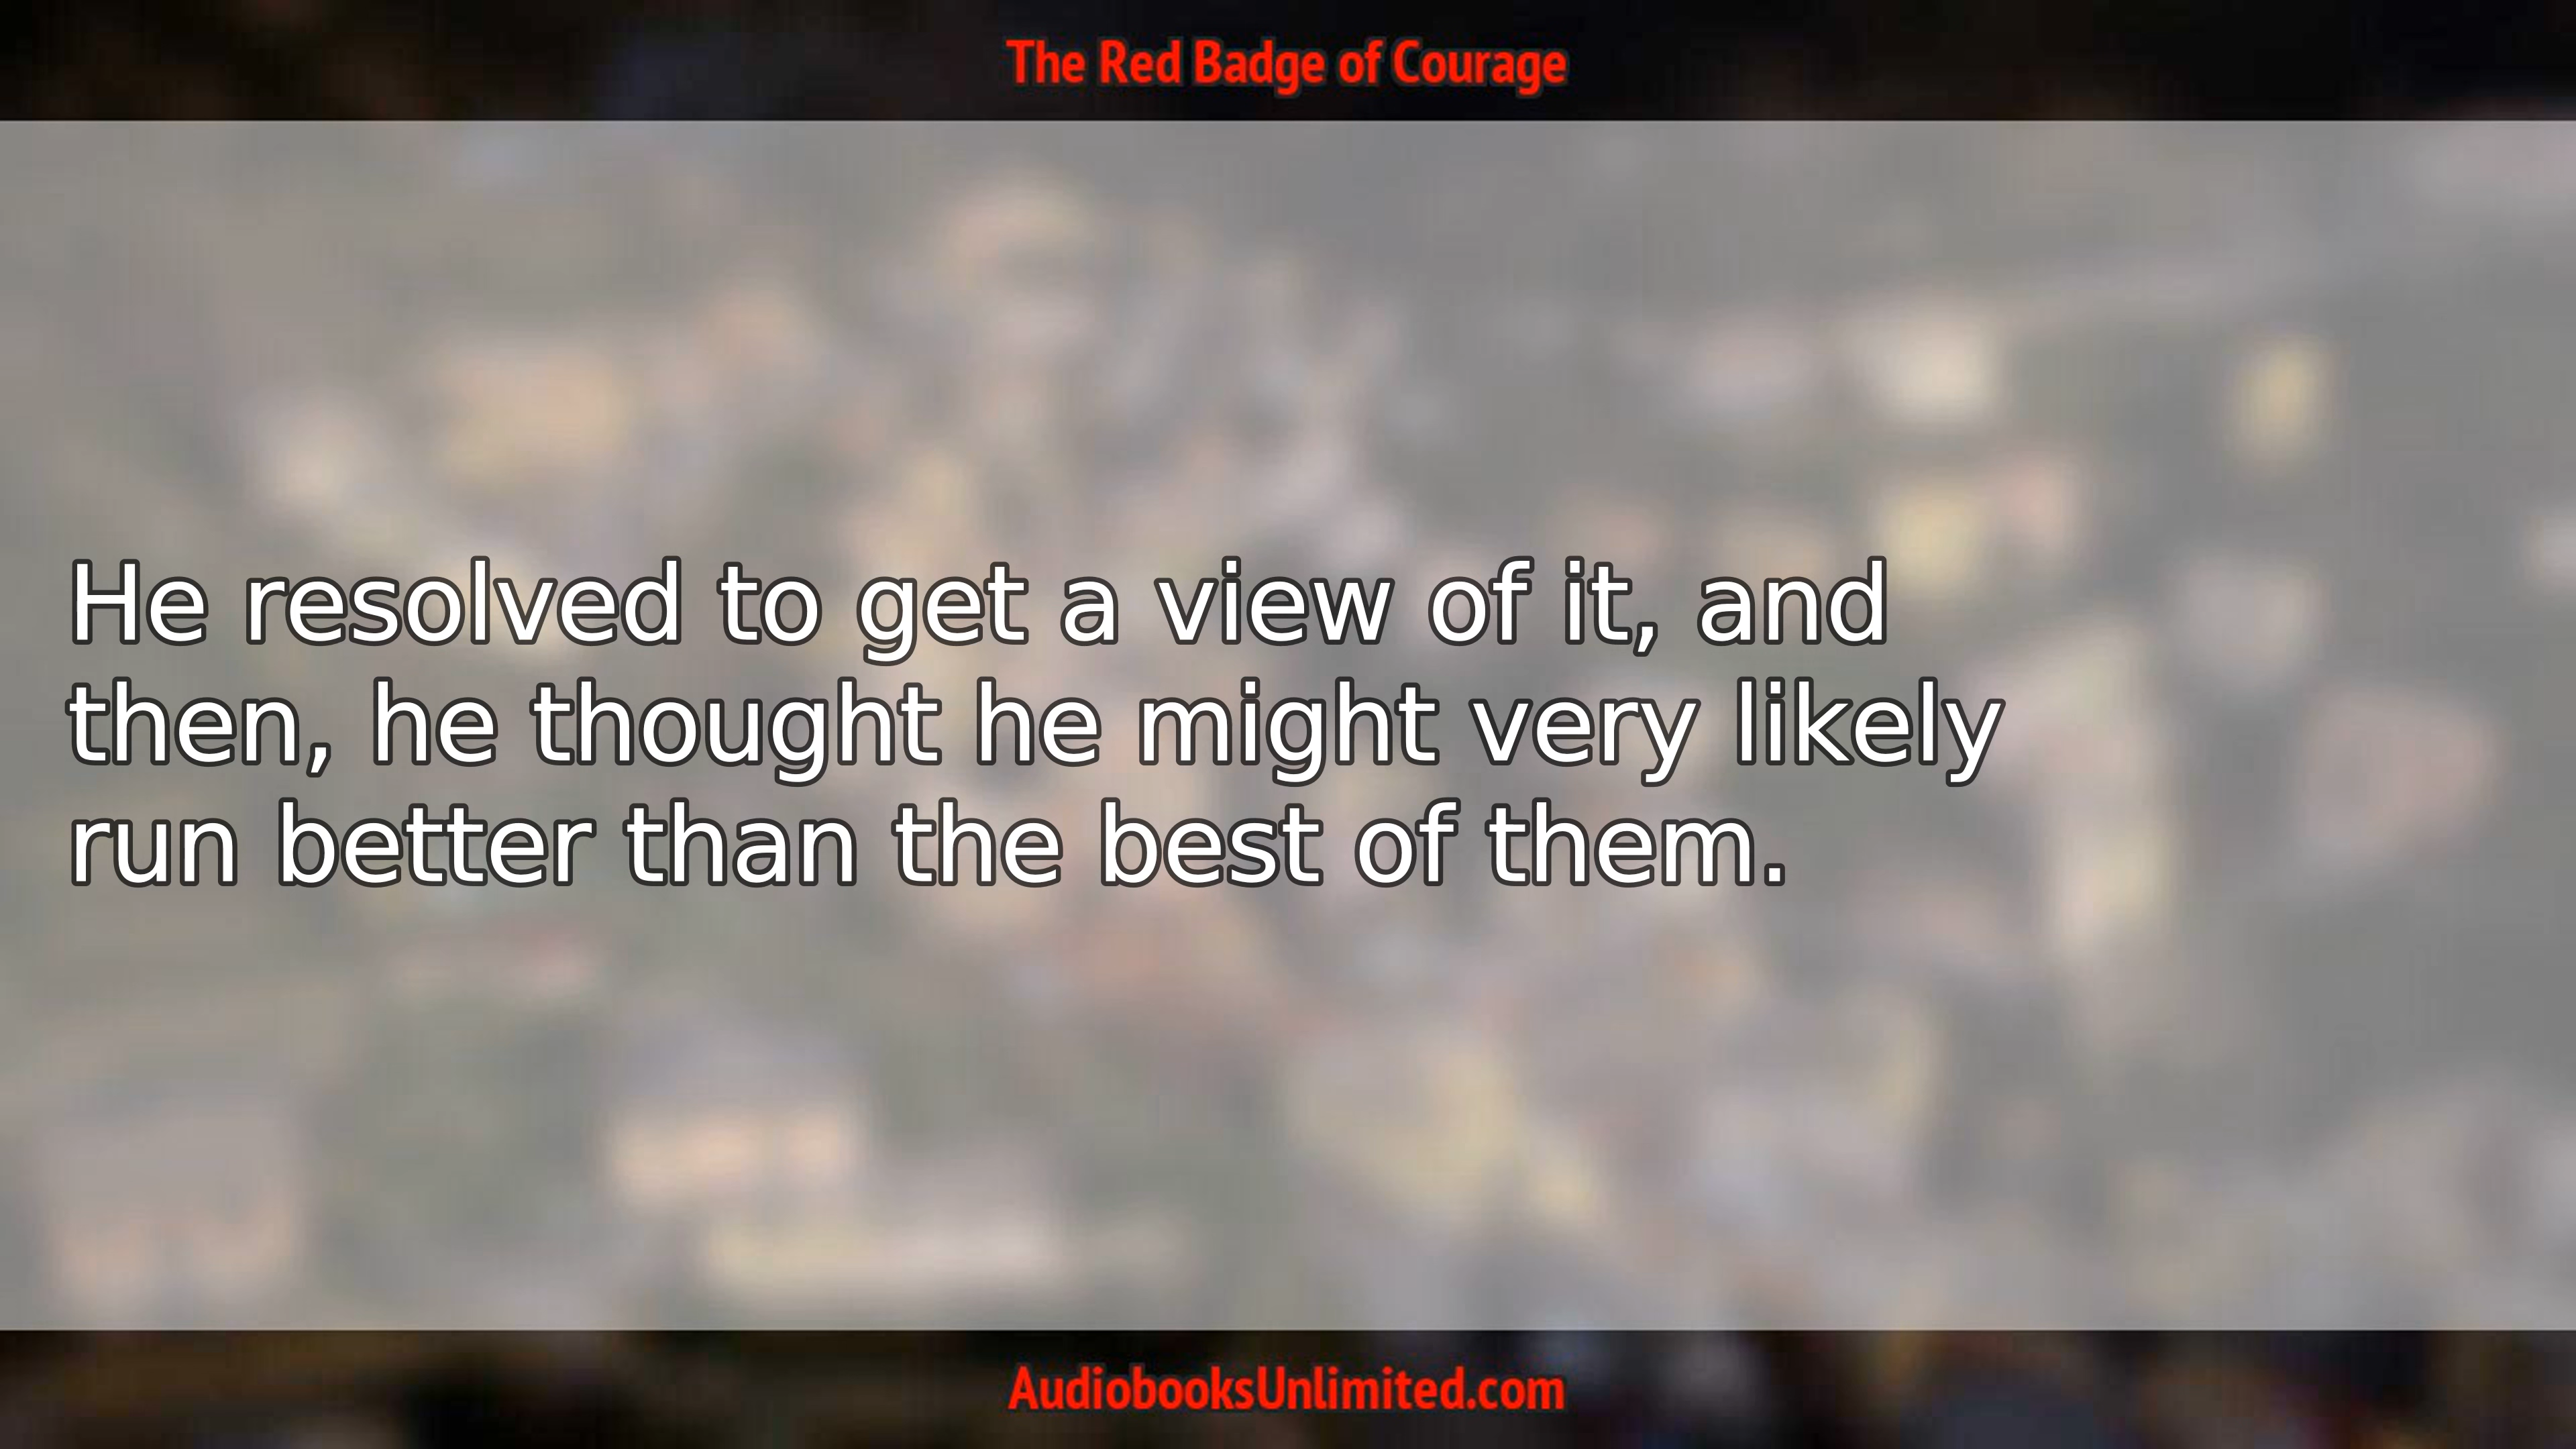 The Red Badge of Courage
He resolved to get a view of it, and
then, he thought he might very likely
run better than the best of them.
AudiobooksUnlimited.com